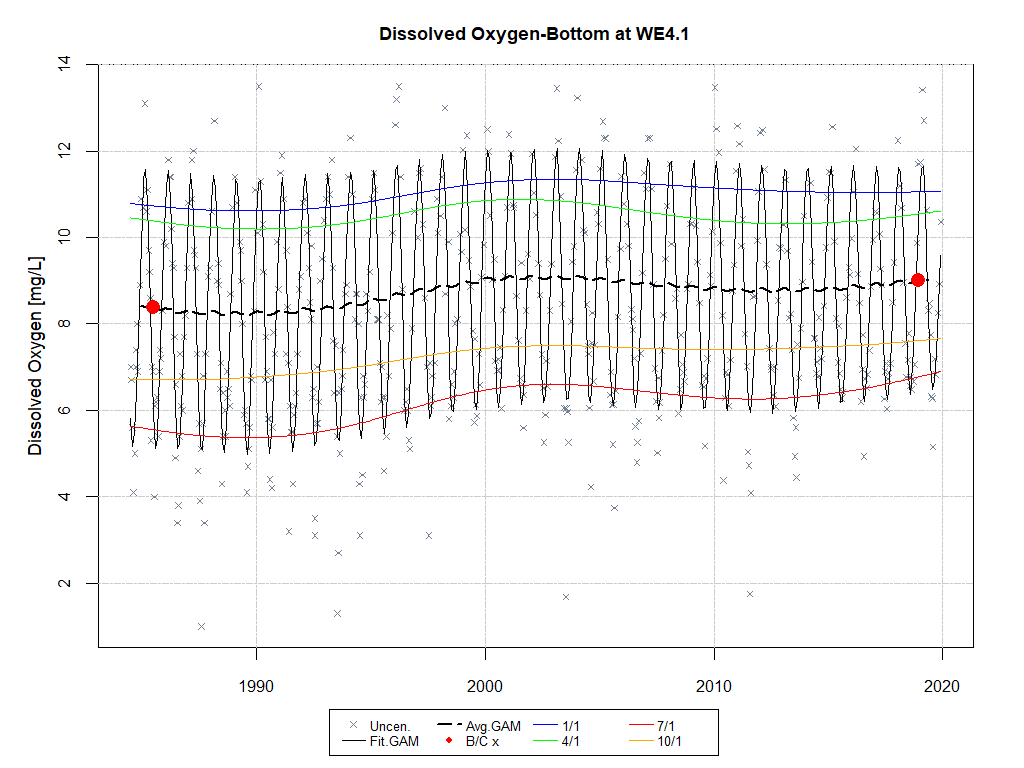 Dissolved Oxygen-Bottom at WE4.1
Dissolved Oxygen [mg/L]
14
12
10
8
6
4
2
1990
2000
2010
2020
Uncen. Avg.GAM 1/1 7/1
Fit.GAM B/C x 4/1 10/1